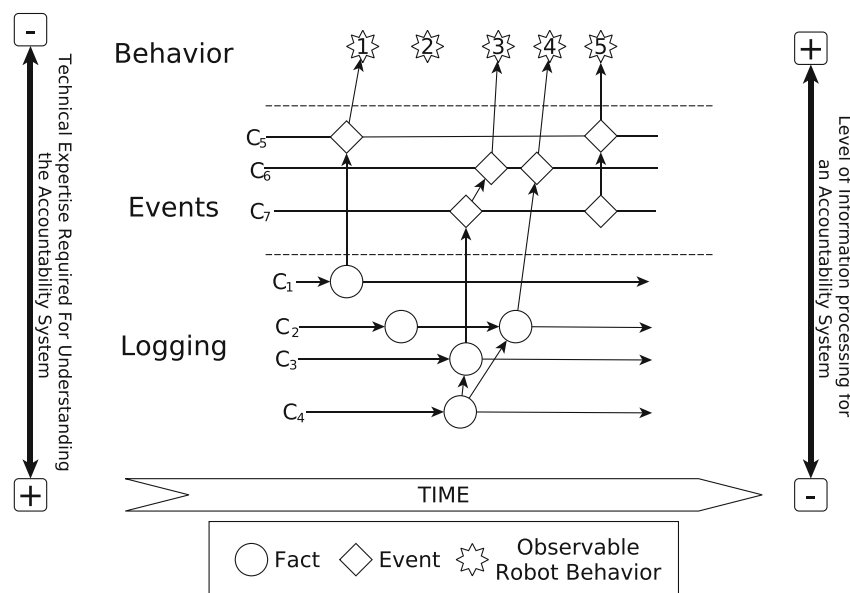 -
+
Behavior
1 2 3 4 5
Technical Expertise Required For Understanding
the Accountability System
Level of Information processing for
an Accountability System
C5
C6
Events
C7
C1
C2
Logging
C3
C4
+
-
TIME
Fact
Event
Observable
Robot Behavior